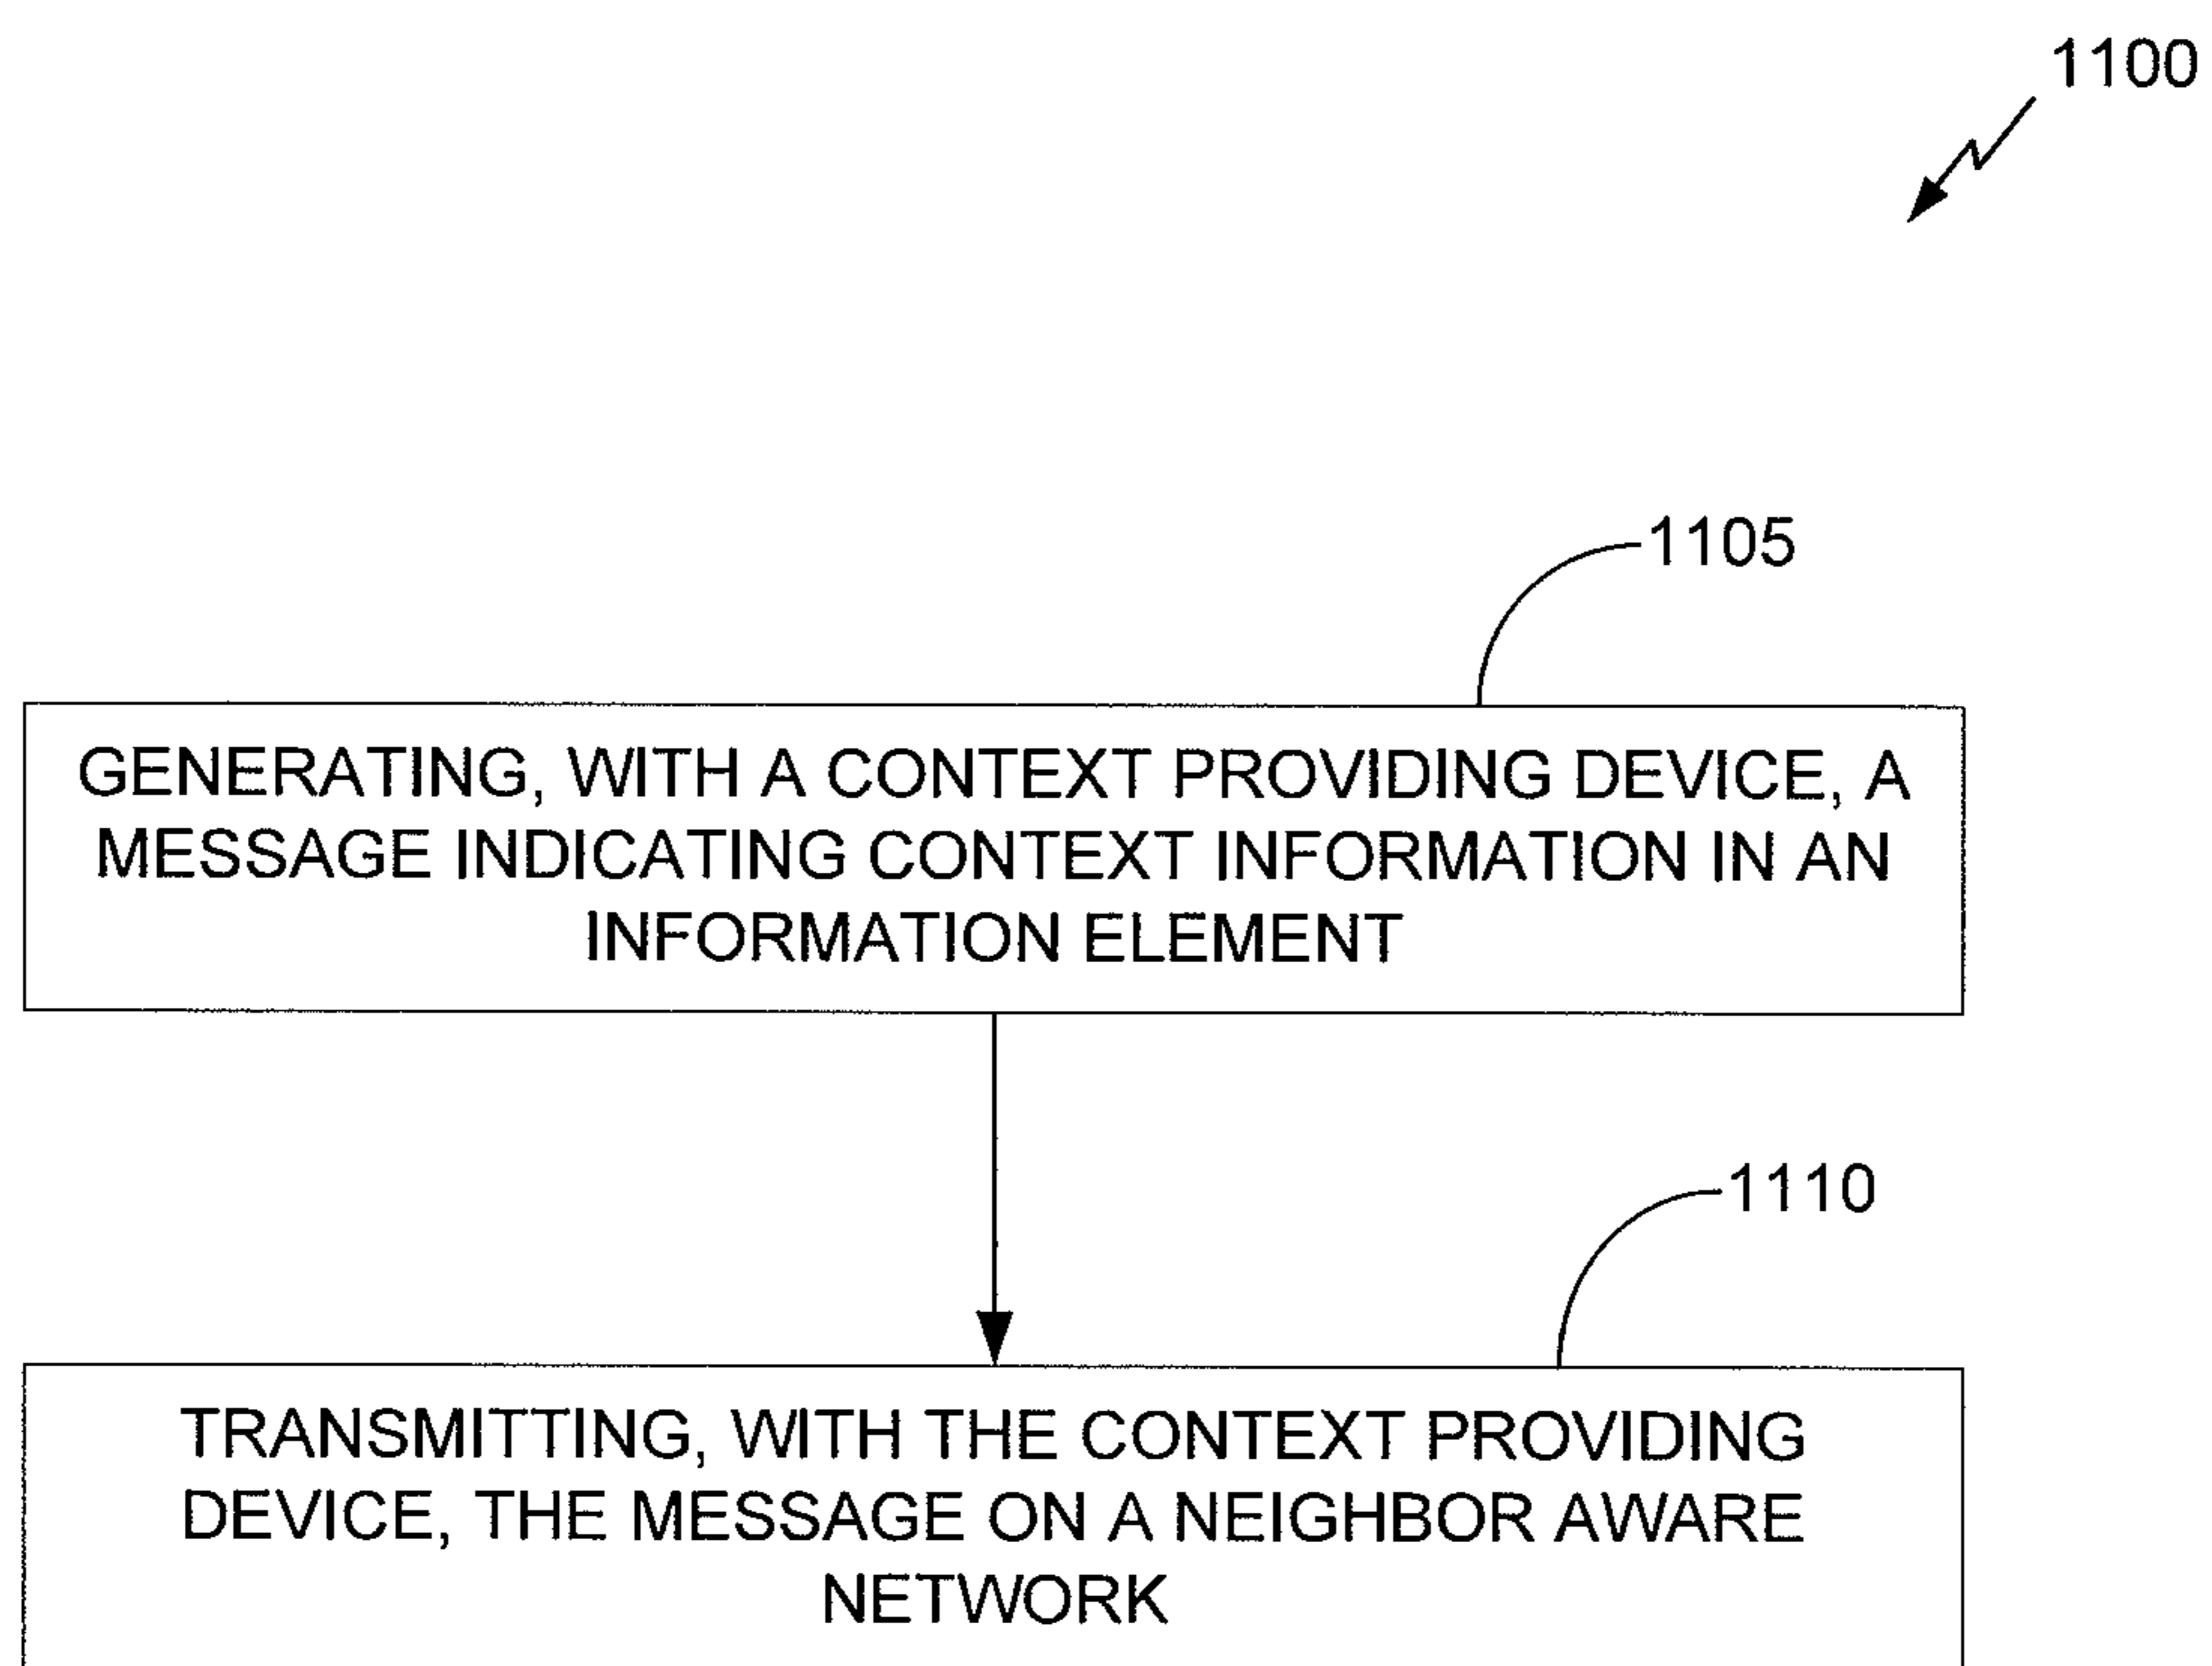 1100
1105
GENERATING, WITH A CONTEXT PROVIDING DEVICE, A
MESSAGE INDICATING CONTEXT INFORMATION IN AN
INFORMATION ELEMENT
1110
TRANSMITTING, WITH THE CONTEXT PROVIDING
DEVICE, THE MESSAGE ON A NEIGHBOR AWARE
NETWORK